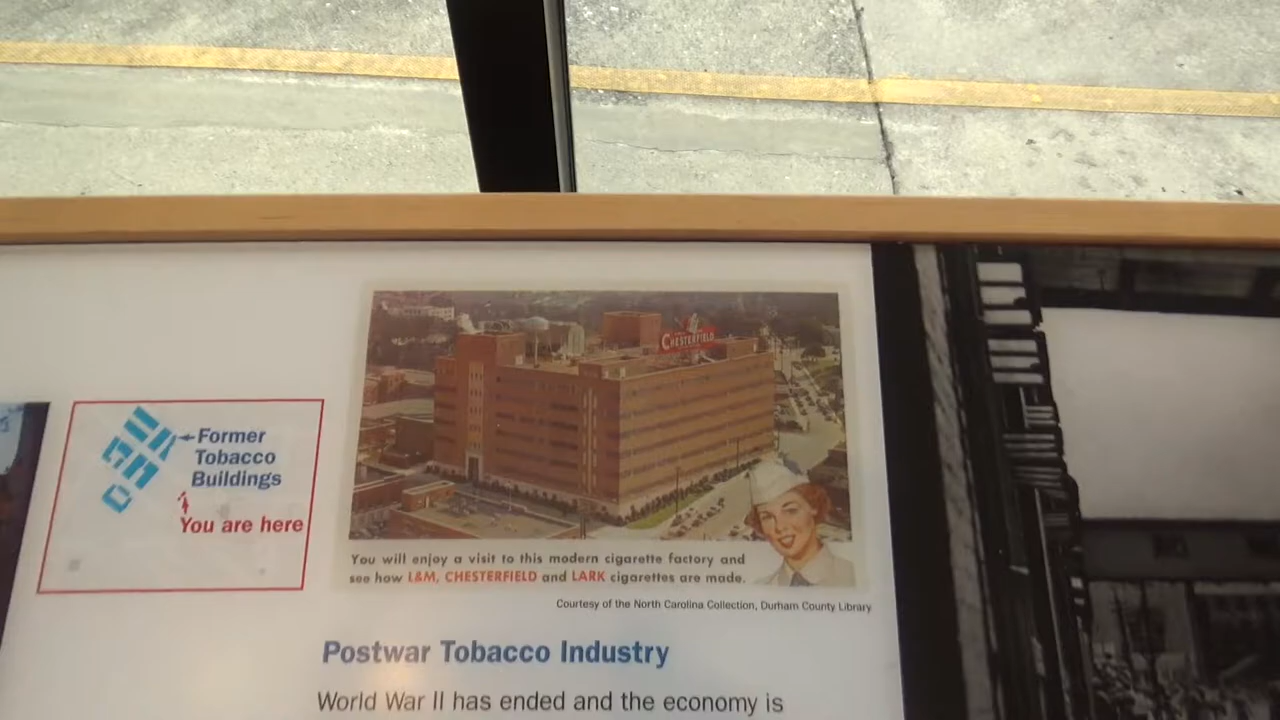 CHESTERFIELD
Former
Tobacco
Buildings
You are here
You will enjoy a visit to this modern cigarette factory and
see how L&M, CHESTERFIELD and LARK cigarettes are made.
Courtesy of the North Carolina Collection, Durham County Library
Postwar Tobacco Industry
World War II has ended and the economy is